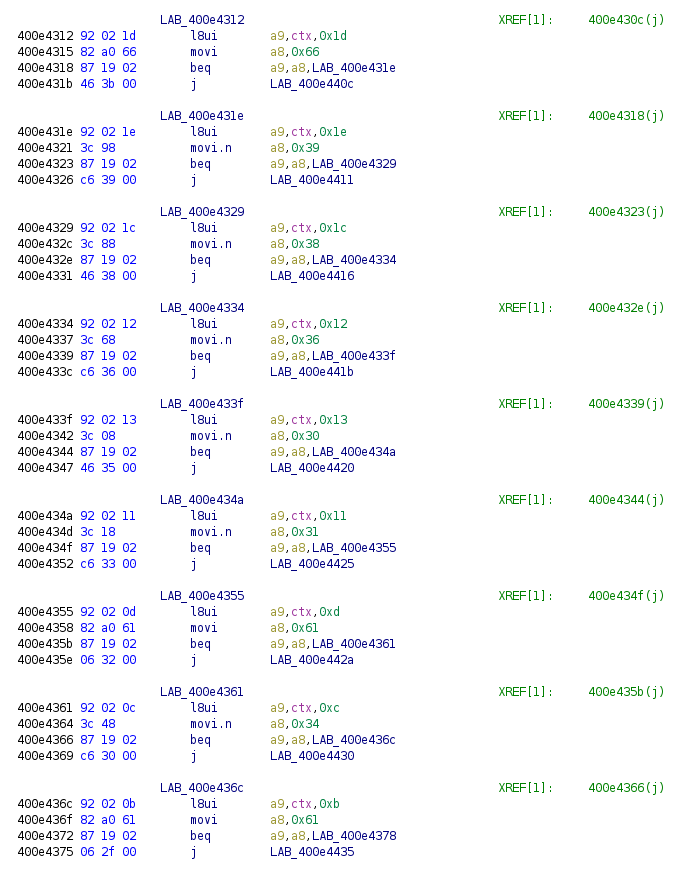 LAB_400e4312 XREF[1]: 400e430c(j)
400e4312 92 02 1d l8ui a9,ctx,0x1d
400e4315 82 a0 66 movi a8,0x66
400e4318 87 19 02 beq a9,a8,LAB_400e431e
400e431b 46 3b 00 j LAB_400e440c
LAB_400e431e XREF[1]: 400e4318(j)
400e431e 92 02 1e l8ui a9,ctx,0x1e
400e4321 3c 98 movi.n a8,0x39
400e4323 87 19 02 beq a9,a8,LAB_400e4329
400e4326 c6 39 00 j LAB_400e4411
LAB_400e4329 XREF[1]: 400e4323(j)
400e4329 92 02 1c l8ui a9,ctx,0x1c
400e432c 3c 88 movi.n a8,0x38
400e432e 87 19 02 beq a9,a8,LAB_400e4334
400e4331 46 38 00 j LAB_400e4416
LAB_400e4334 XREF[1]: 400e432e(j)
400e4334 92 02 12 l8ui a9,ctx,0x12
400e4337 3c 68 movi.n a8,0x36
400e4339 87 19 02 beq a9,a8,LAB_400e433f
400e433c c6 36 00 j LAB_400e441b
LAB_400e433f XREF[1]: 400e4339(j)
400e433f 92 02 13 l8ui a9,ctx,0x13
400e4342 3c 08 movi.n a8,0x30
400e4344 87 19 02 beq a9,a8,LAB_400e434a
400e4347 46 35 00 j LAB_400e4420
LAB_400e434a XREF[1]: 400e4344(j)
400e434a 92 02 11 l8ui a9,ctx,0x11
400e434d 3c 18 movi.n a8,0x31
400e434f 87 19 02 beq a9,a8,LAB_400e4355
400e4352 c6 33 00 j LAB_400e4425
LAB_400e4355 XREF[1]: 400e434f(j)
400e4355 92 02 0d l8ui a9,ctx,0xd
400e4358 82 a0 61 movi a8,0x61
400e435b 87 19 02 beq a9,a8,LAB_400e4361
400e435e 06 32 00 j LAB_400e442a
LAB_400e4361 XREF[1]: 400e435b(j)
400e4361 92 02 0c l8ui a9,ctx,0xc
400e4364 3c 48 movi.n a8,0x34
400e4366 87 19 02 beq a9,a8,LAB_400e436c
400e4369 c6 30 00 j LAB_400e4430
LAB_400e436c XREF[1]: 400e4366(j)
400e436c 92 02 0b l8ui a9,ctx,0xb
400e436f 82 a0 61 movi a8,0x61
400e4372 87 19 02 beq a9,a8,LAB_400e4378
400e4375 06 2f 00 j LAB_400e4435